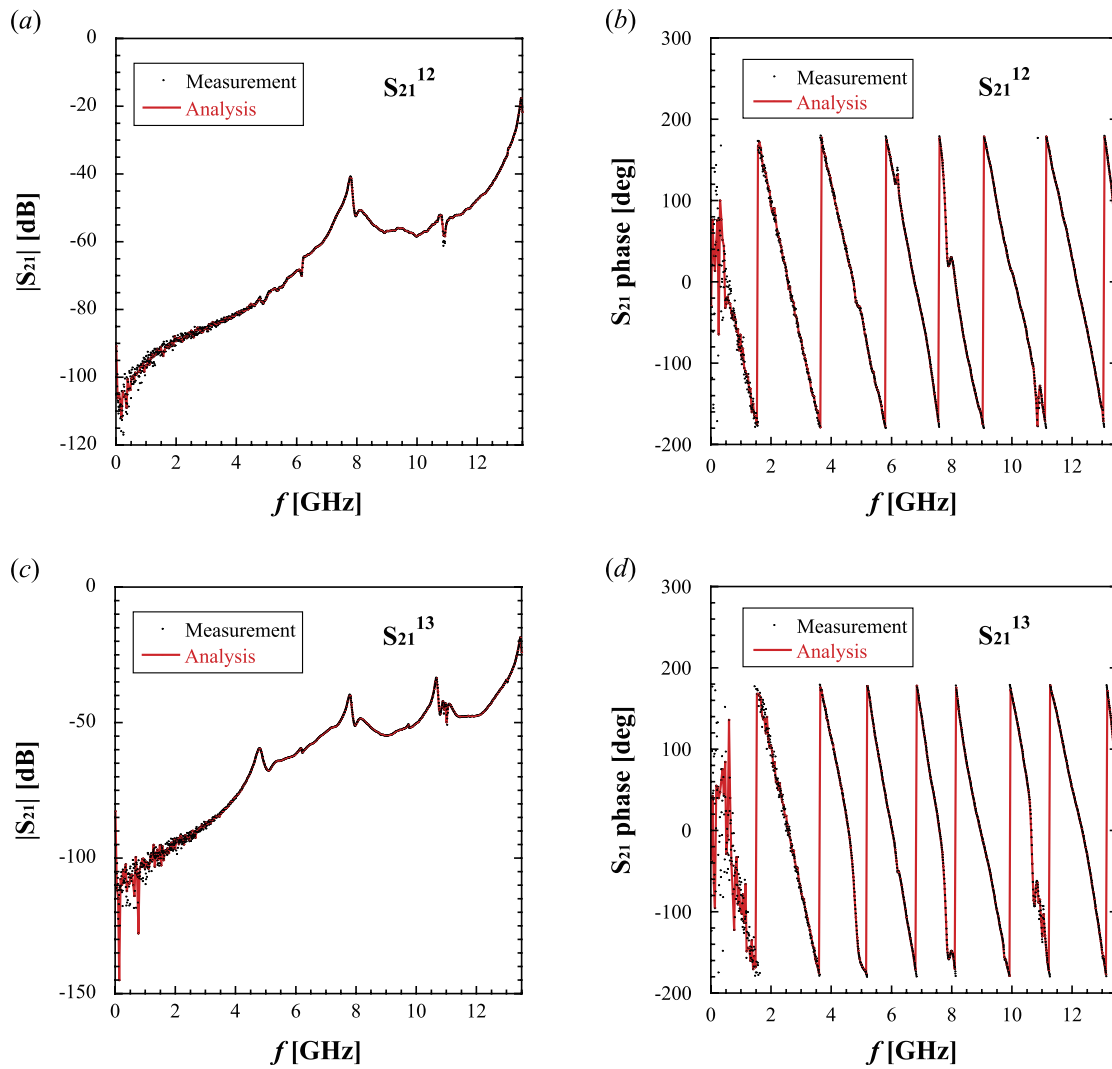 (a)
0
-20
-40
-60
-80
-100
-120
|S21| [dB]
Measurement
Analysis
S21^12
0 2 4 6 8 10 12
f [GHz]
(b)
300
200
100
0
-100
-200
S21 phase [deg]
Measurement
Analysis
S21^12
0 2 4 6 8 10 12
f [GHz]
(c)
0
-50
-100
-150
|S21| [dB]
Measurement
Analysis
S21^13
0 2 4 6 8 10 12
f [GHz]
(d)
300
200
100
0
-100
-200
S21 phase [deg]
Measurement
Analysis
S21^13
0 2 4 6 8 10 12
f [GHz]